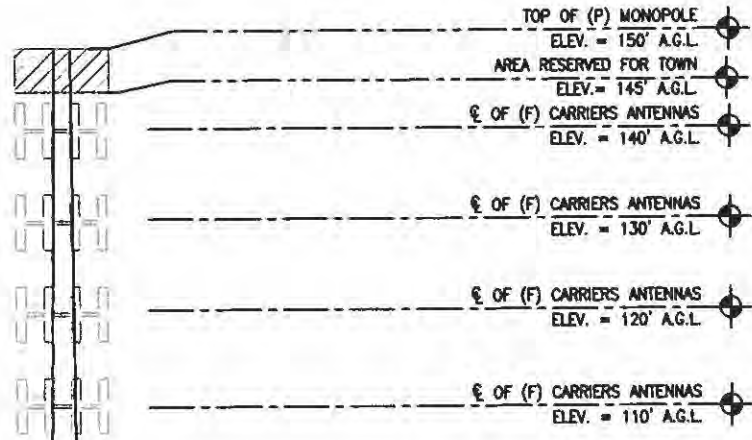 TOP OF (P) MONOPOLE
ELEV. = 150' A.G.L.
AREA RESERVED FOR TOWN
ELEV.= 145' A.G.L.
℄ OF (F) CARRIERS ANTENNAS
ELEV. = 140' A.G.L.
℄ OF (F) CARRIERS ANTENNAS
ELEV. = 130' A.G.L.
℄ OF (F) CARRIERS ANTENNAS
ELEV. = 120' A.G.L.
℄ OF (F) CARRIERS ANTENNAS
ELEV. = 110' A.G.L.